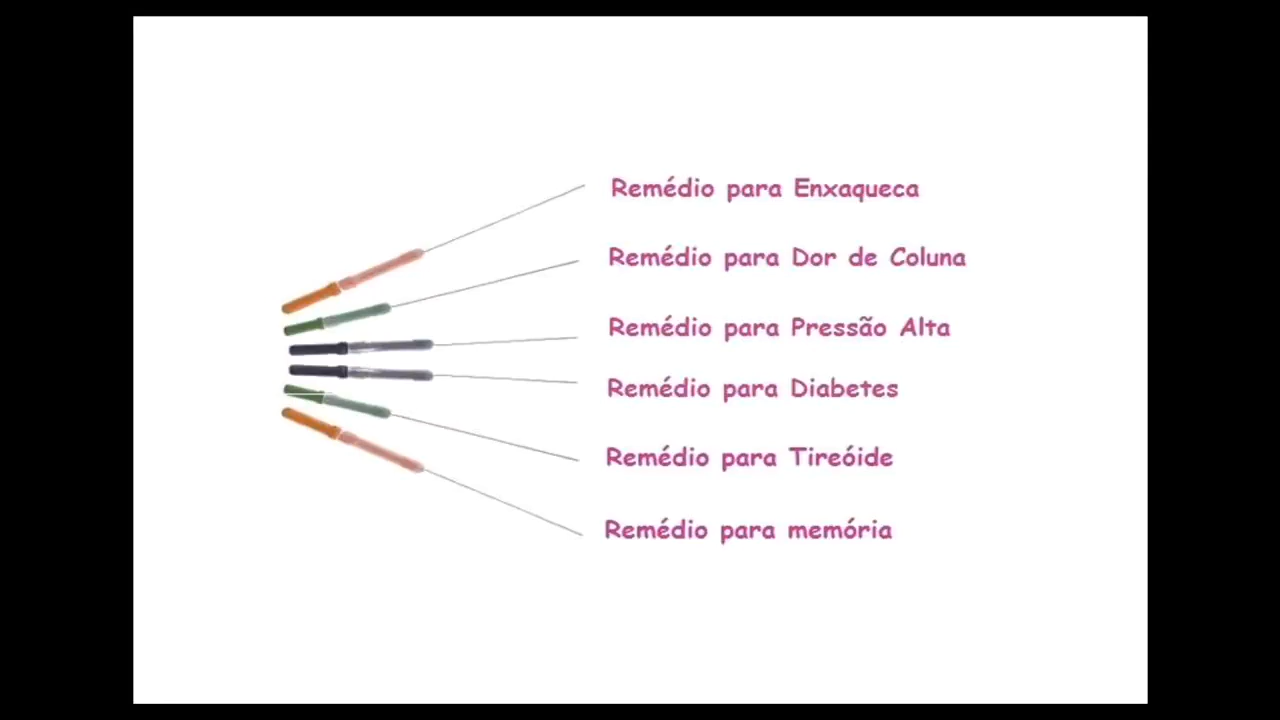 Remédio para Enxaqueca
Remédio para Dor de Coluna
Remédio para Pressão Alta
Remédio para Diabetes
Remédio para Tireóide
Remédio para memória